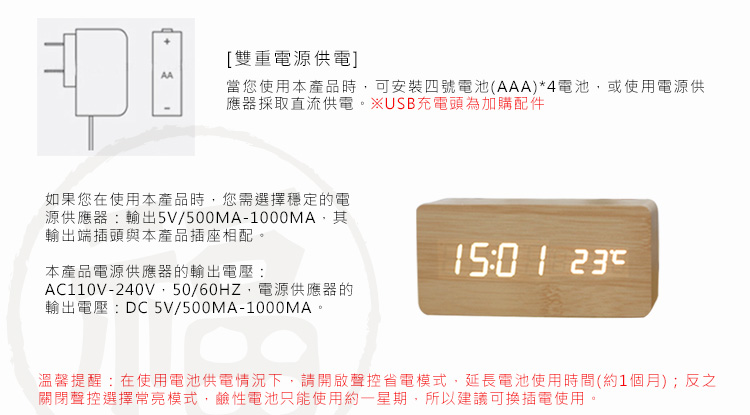 +
AA
-
[雙重電源供電]
當您使用本產品時，可安裝四號電池(AAA)*4電池，或使用電源供
應器採取直流供電。※USB充電頭為加購配件
如果您在使用本產品時，您需選擇穩定的電
源供應器：輸出5V/500MA-1000MA，其
輸出端插頭與本產品插座相配。
本產品電源供應器的輸出電壓：
AC110V-240V，50/60HZ，電源供應器的
輸出電壓：DC 5V/500MA-1000MA。
15:01 23℃
溫馨提醒：在使用電池供電情況下，請開啟聲控省電模式，延長電池使用時間(約1個月)；反之
關閉聲控選擇常亮模式，鹼性電池只能使用約一星期、所以建議可換插電使用。